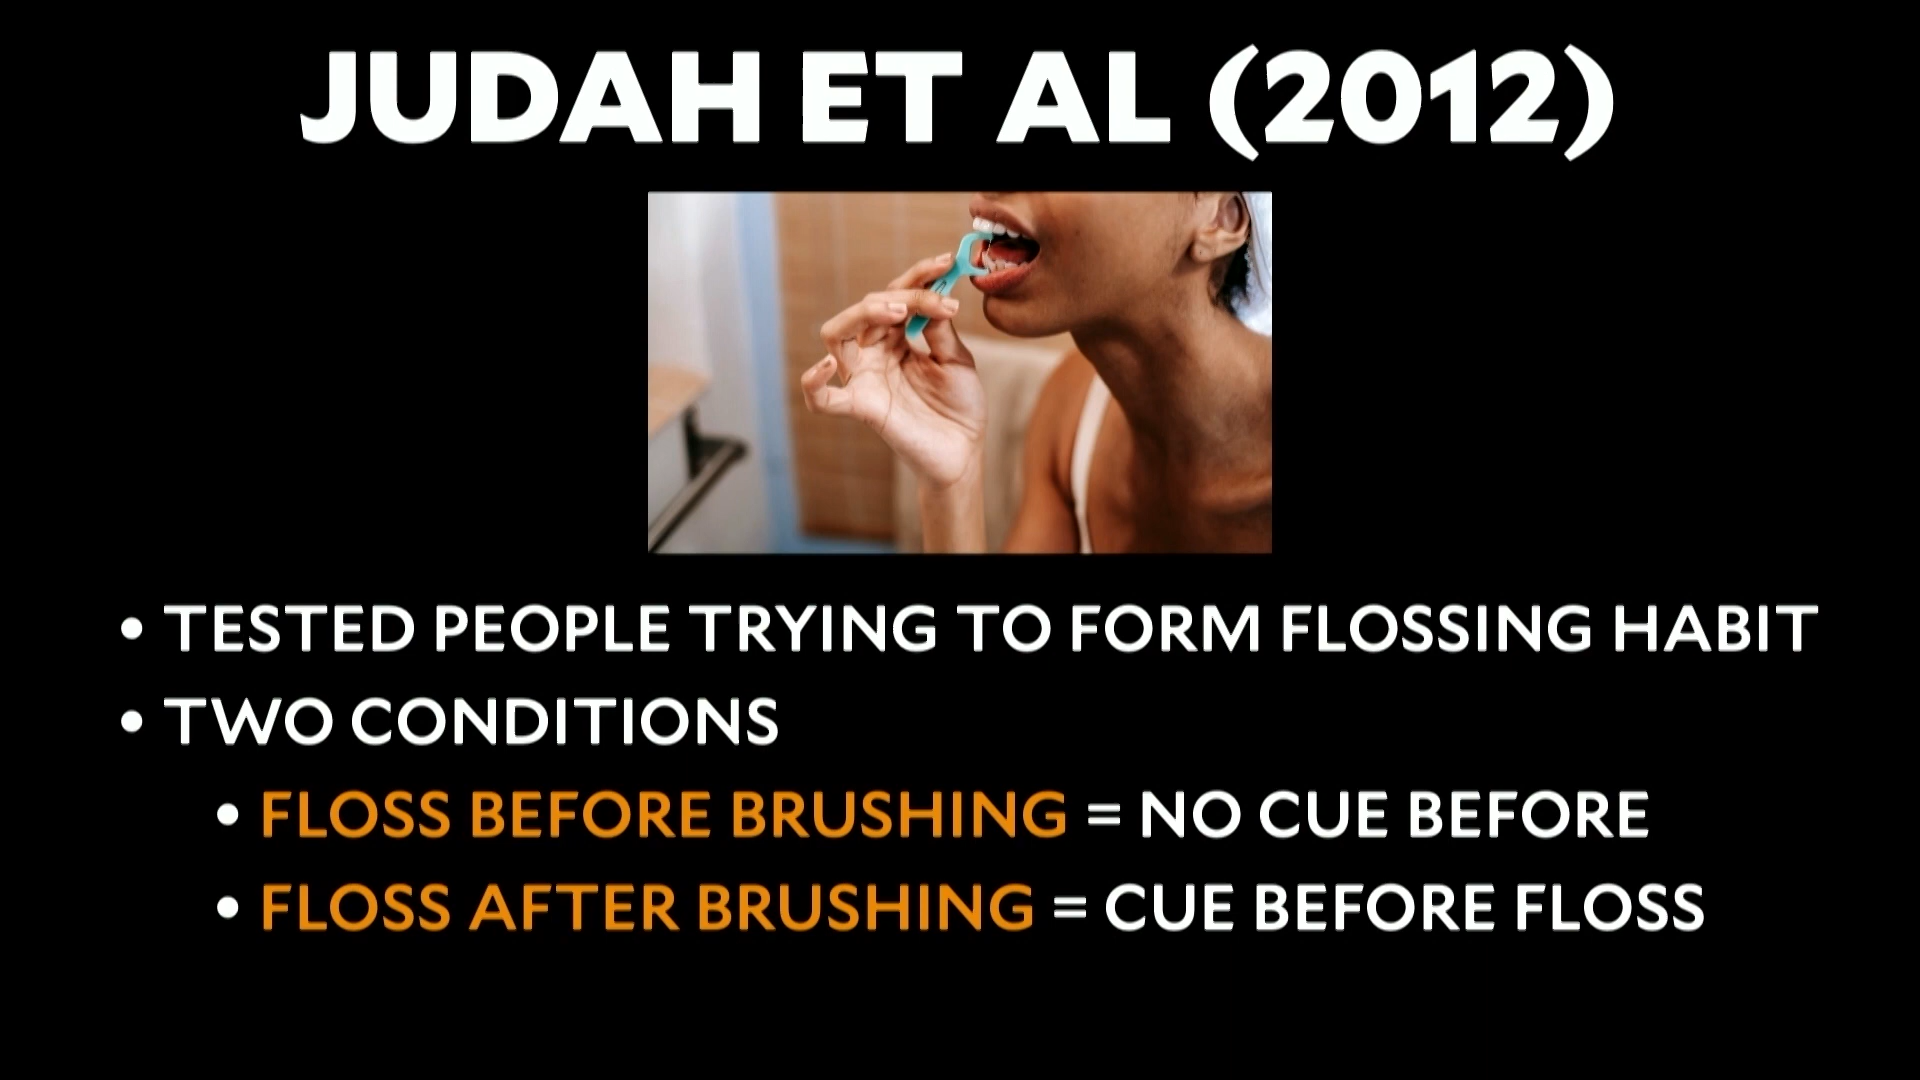 JUDAH ET AL (2012)
• TESTED PEOPLE TRYING TO FORM FLOSSING HABIT
• TWO CONDITIONS
• FLOSS BEFORE BRUSHING = NO CUE BEFORE
• FLOSS AFTER BRUSHING = CUE BEFORE FLOSS